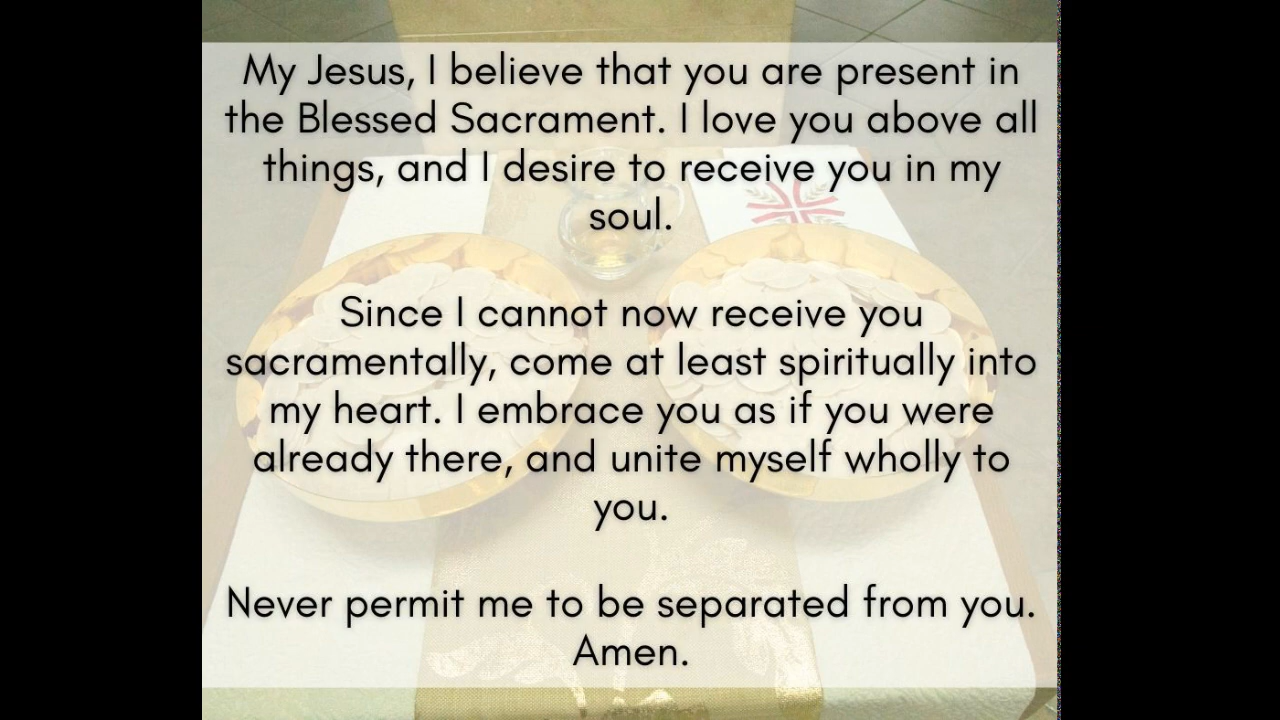 My Jesus, I believe that you are present in
the Blessed Sacrament. I love you above all
things, and I desire to receive you in my
soul.
Since I cannot now receive you
sacramentally, come at least spiritually into
my heart. I embrace you as if you were
already there, and unite myself wholly to
you.
Never permit me to be separated from you.
Amen.